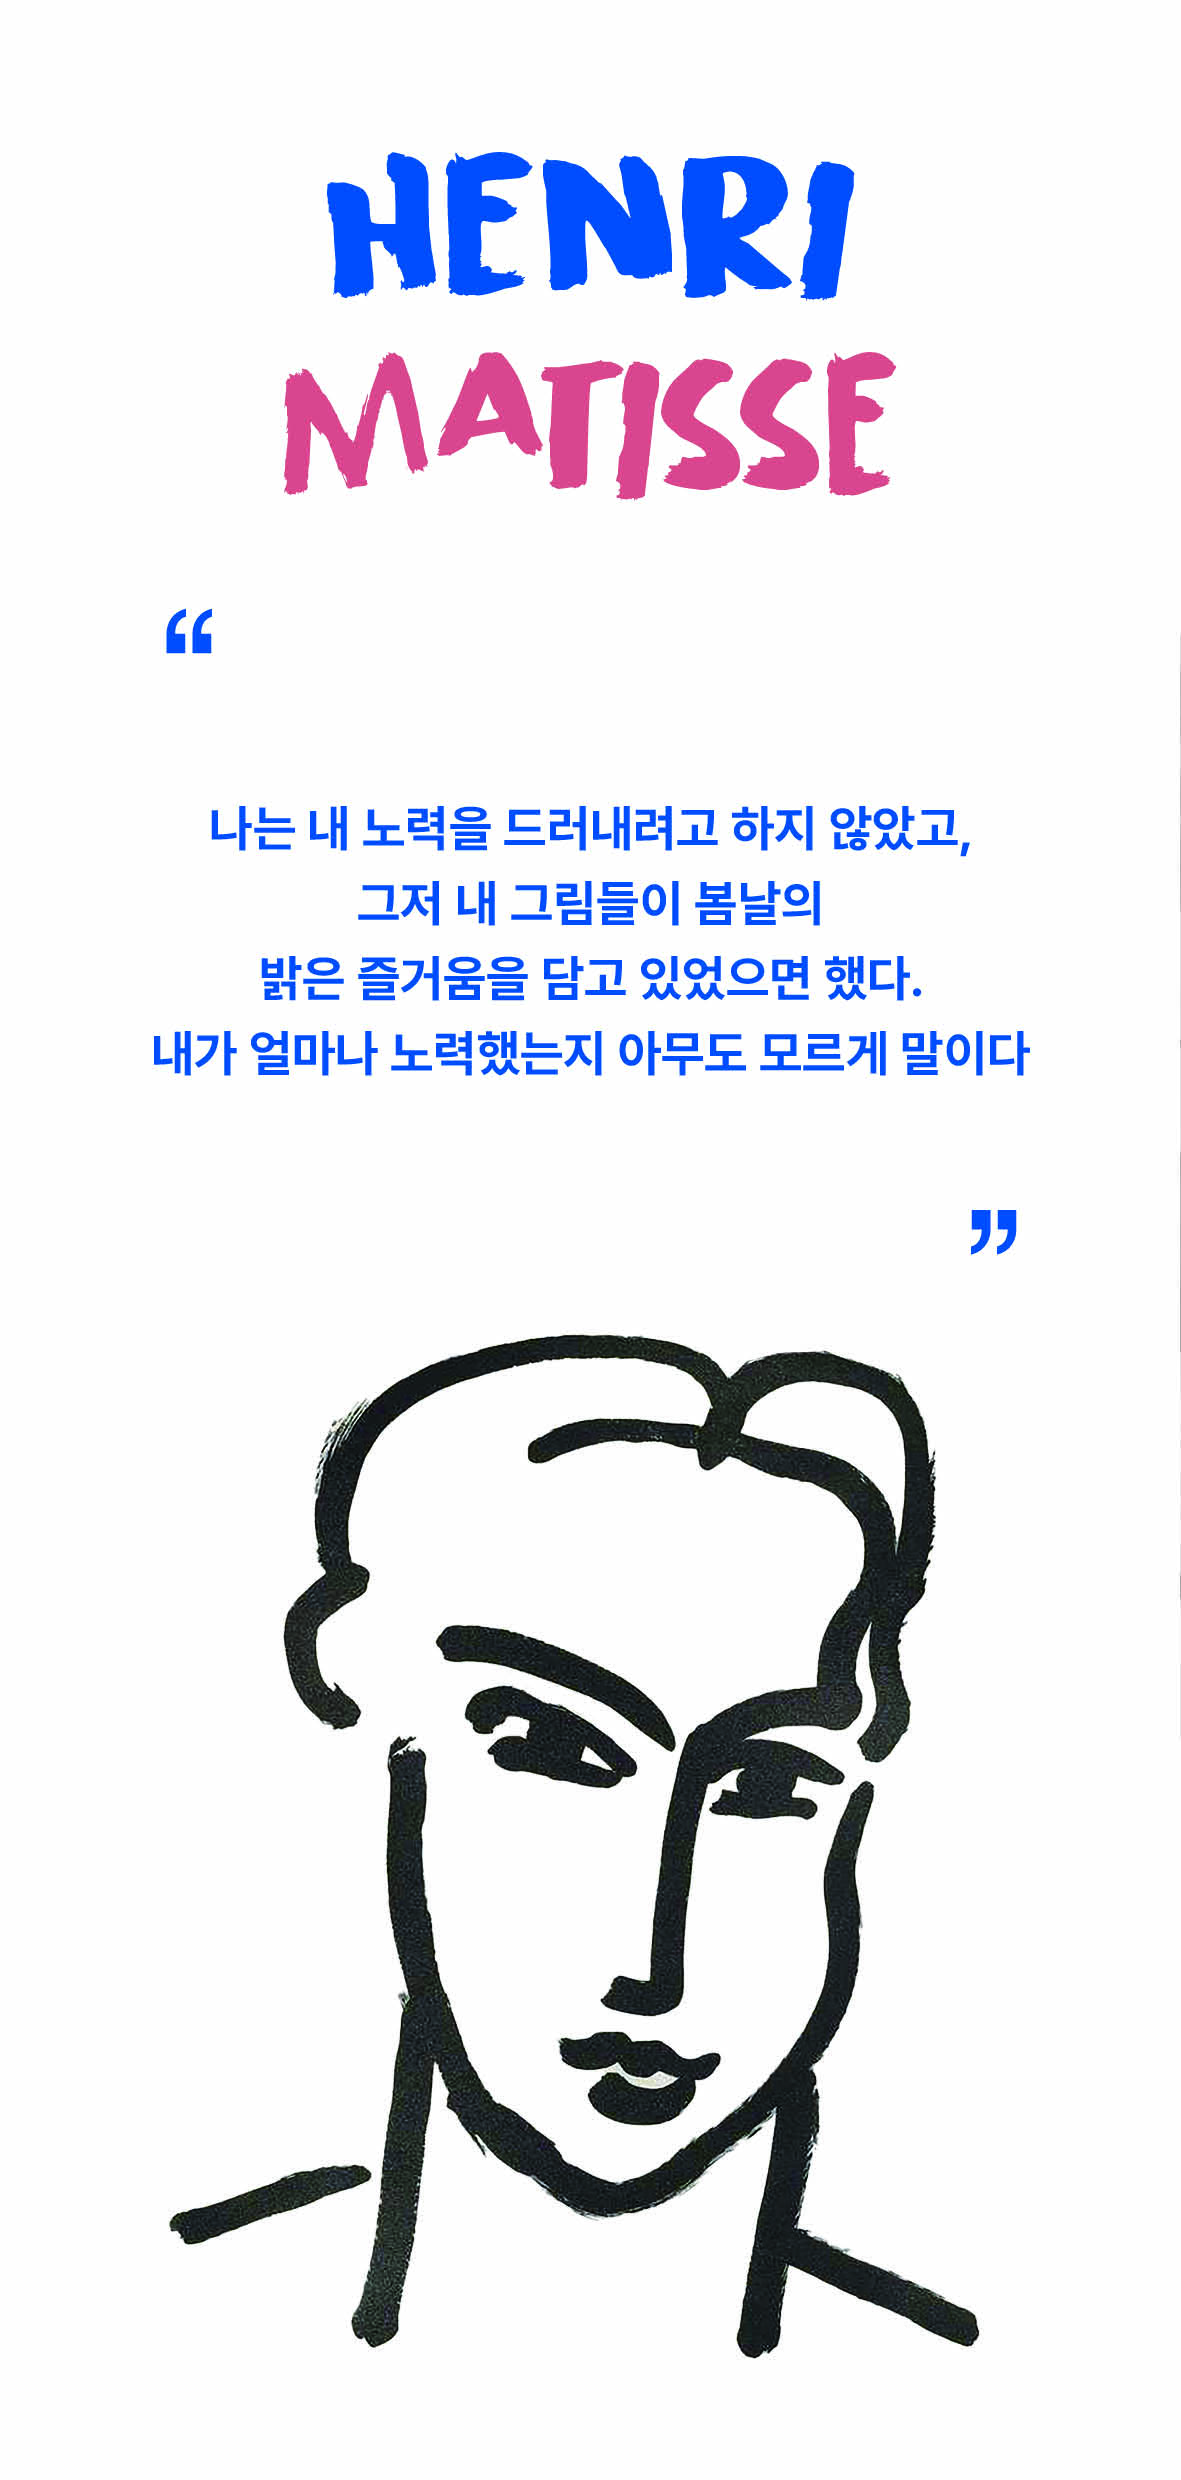 HENRI
MATISSE
“
나는 내 노력을 드러내려고 하지 않았고,
그저 내 그림들이 봄날의
밝은 즐거움을 담고 있었으면 했다.
내가 얼마나 노력했는지 아무도 모르게 말이다
”